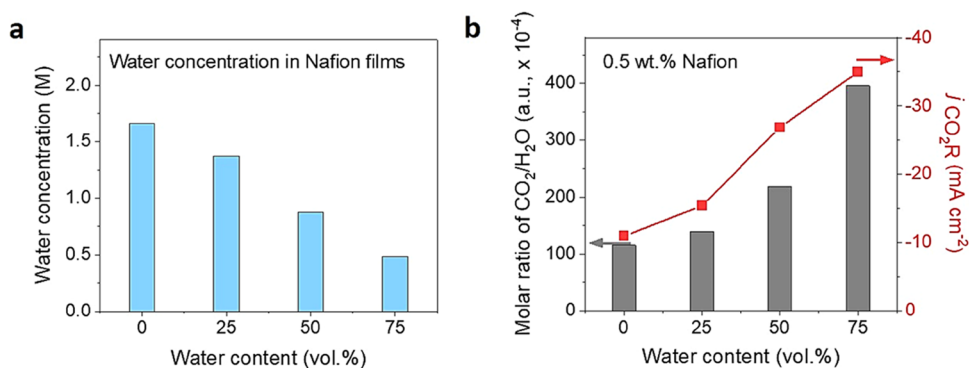 a
Water concentration in Nafion films
Water concentration (M)
2.0
1.5
1.0
0.5
0.0
0 25 50 75
Water content (vol.%)
b
0.5 wt.% Nafion
Molar ratio of CO₂/H₂O (a.u., x 10⁻⁴)
400
300
200
100
0
0 25 50 75
Water content (vol.%)
-40
-30
-20
-10
0
j CO₂R (mA cm⁻²)